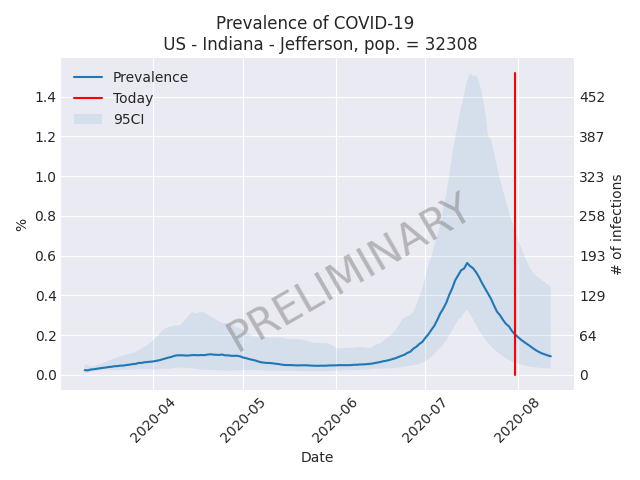 Prevalence of COVID-19
US - Indiana - Jefferson, pop. = 32308
Prevalence
Today
95CI
1.4
1.2
1.0
0.8
0.6
0.4
0.2
0.0
%
452
387
323
258
193
129
64
0
# of infections
PRELIMINARY
2020-04
2020-05
2020-06
2020-07
2020-08
Date